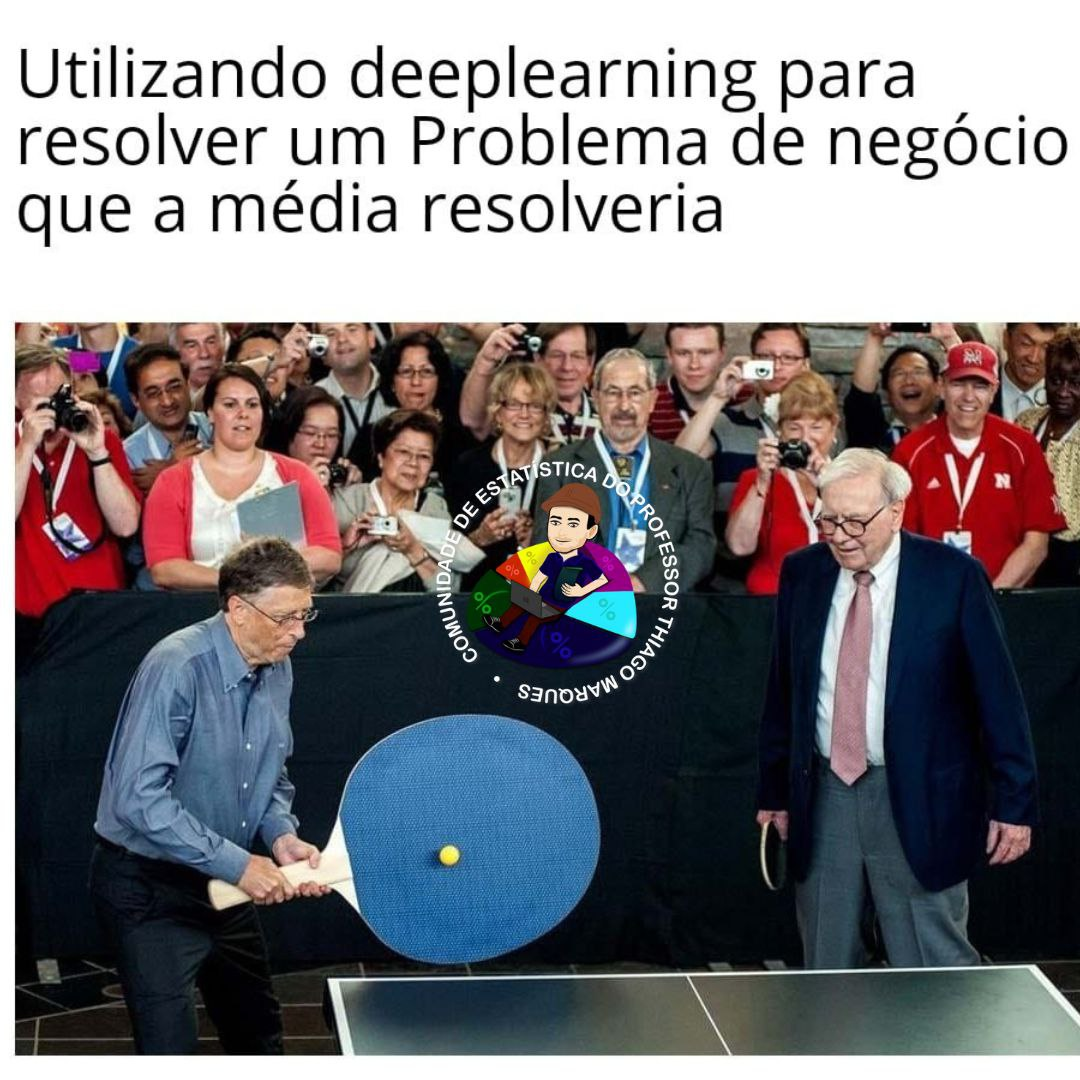 Utilizando deeplearning para
resolver um Problema de negócio
que a média resolveria
COMUNIDADE DE ESTATÍSTICA DO PROFESSOR THIAGO MARQUES •
%
%
%
%
%
N
N